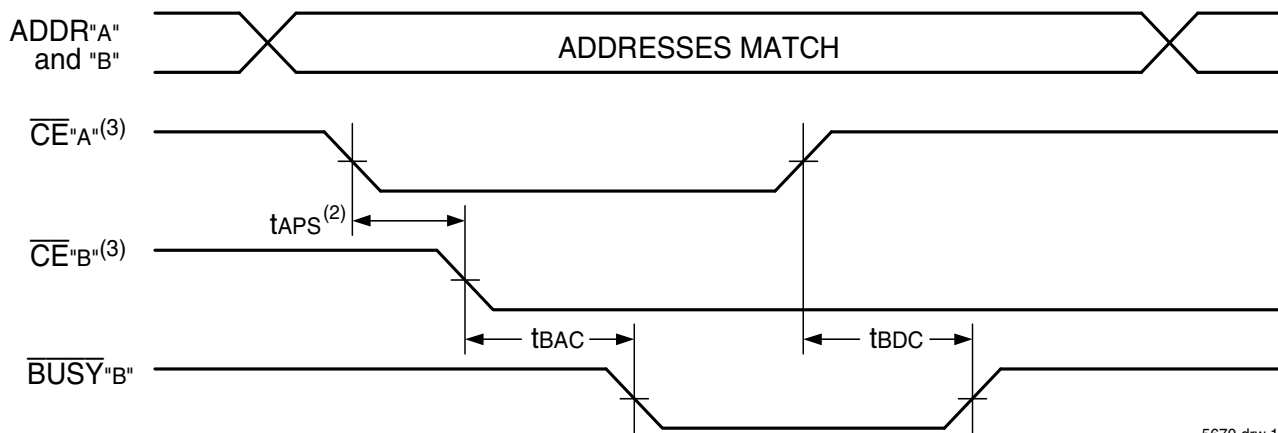 ADDR"A"
and "B"
ADDRESSES MATCH
CE"A"(3)
tAPS(2)
CE"B"(3)
tBAC
tBDC
BUSY"B"